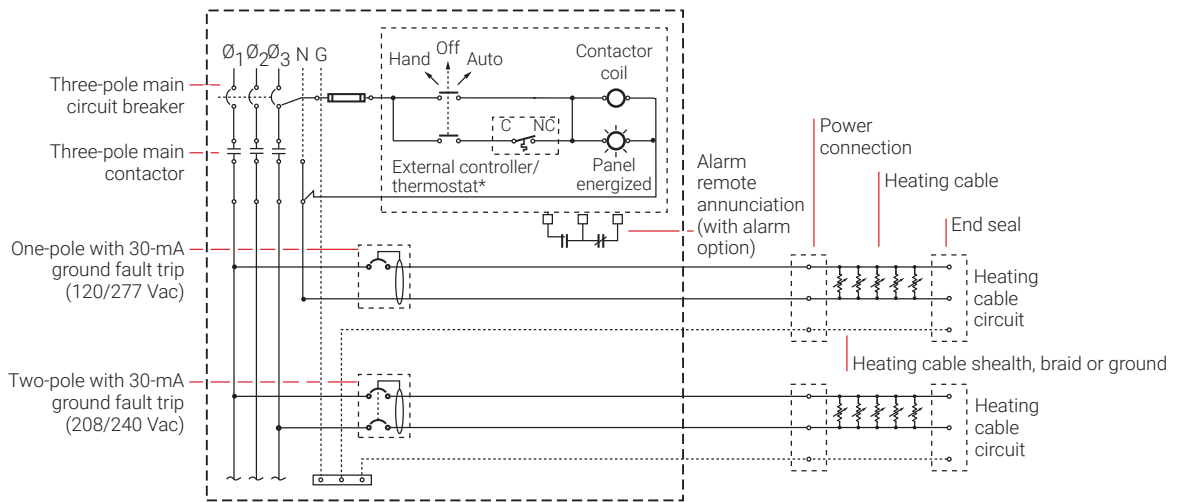 Ø1 Ø2 Ø3 N G
Three-pole main
circuit breaker
Three-pole main
contactor
One-pole with 30-mA
ground fault trip
(120/277 Vac)
Two-pole with 30-mA
ground fault trip
(208/240 Vac)
Hand
Off
Auto
Contactor
coil
C NC
External controller/
thermostat*
Panel
energized
Alarm
remote
annunciation
(with alarm
option)
Power
connection
Heating cable
End seal
Heating
cable
circuit
Heating cable shealth, braid or ground
Heating
cable
circuit